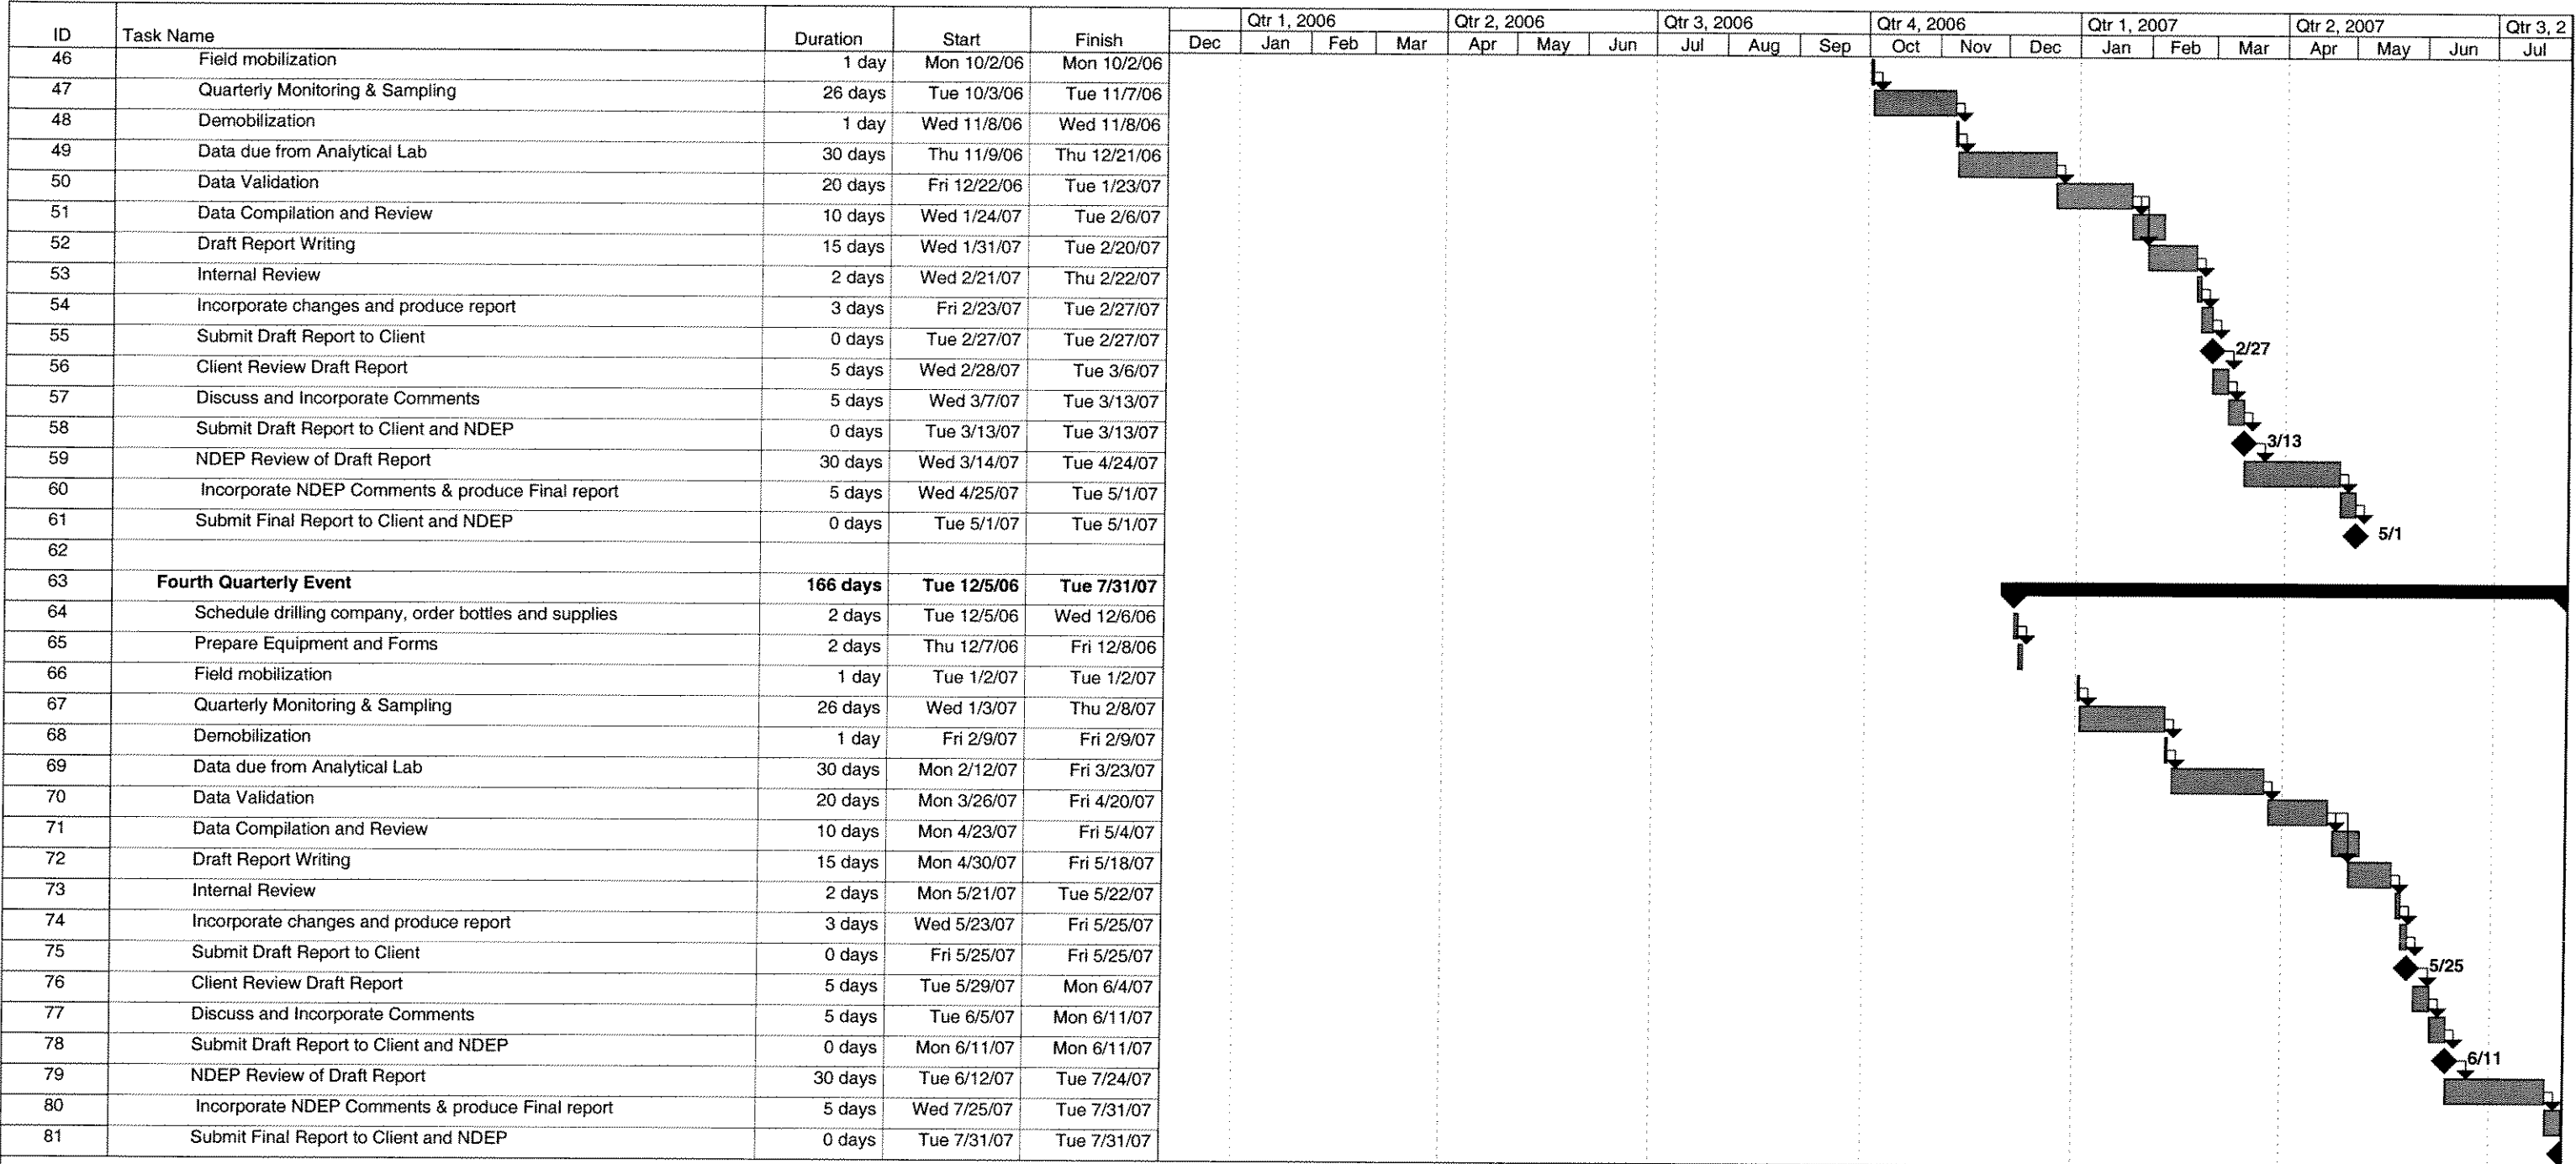 Qtr 1, 2006 Qtr 2, 2006 Qtr 3, 2006 Qtr 4, 2006 Qtr 1, 2007 Qtr 2, 2007 Qtr 3, 2
ID Task Name Duration Start Finish Dec Jan Feb Mar Apr May Jun Jul Aug Sep Oct Nov Dec Jan Feb Mar Apr May Jun Jul
46 Field mobilization 1 day Mon 10/2/06 Mon 10/2/06
47 Quarterly Monitoring & Sampling 26 days Tue 10/3/06 Tue 11/7/06
48 Demobilization 1 day Wed 11/8/06 Wed 11/8/06
49 Data due from Analytical Lab 30 days Thu 11/9/06 Thu 12/21/06
50 Data Validation 20 days Fri 12/22/06 Tue 1/23/07
51 Data Compilation and Review 10 days Wed 1/24/07 Tue 2/6/07
52 Draft Report Writing 15 days Wed 1/31/07 Tue 2/20/07
53 Internal Review 2 days Wed 2/21/07 Thu 2/22/07
54 Incorporate changes and produce report 3 days Fri 2/23/07 Tue 2/27/07
55 Submit Draft Report to Client 0 days Tue 2/27/07 Tue 2/27/07 2/27
56 Client Review Draft Report 5 days Wed 2/28/07 Tue 3/6/07
57 Discuss and Incorporate Comments 5 days Wed 3/7/07 Tue 3/13/07
58 Submit Draft Report to Client and NDEP 0 days Tue 3/13/07 Tue 3/13/07 3/13
59 NDEP Review of Draft Report 30 days Wed 3/14/07 Tue 4/24/07
60 Incorporate NDEP Comments & produce Final report 5 days Wed 4/25/07 Tue 5/1/07
61 Submit Final Report to Client and NDEP 0 days Tue 5/1/07 Tue 5/1/07 5/1
62
63 Fourth Quarterly Event 166 days Tue 12/5/06 Tue 7/31/07
64 Schedule drilling company, order bottles and supplies 2 days Tue 12/5/06 Wed 12/6/06
65 Prepare Equipment and Forms 2 days Thu 12/7/06 Fri 12/8/06
66 Field mobilization 1 day Tue 1/2/07 Tue 1/2/07
67 Quarterly Monitoring & Sampling 26 days Wed 1/3/07 Thu 2/8/07
68 Demobilization 1 day Fri 2/9/07 Fri 2/9/07
69 Data due from Analytical Lab 30 days Mon 2/12/07 Fri 3/23/07
70 Data Validation 20 days Mon 3/26/07 Fri 4/20/07
71 Data Compilation and Review 10 days Mon 4/23/07 Fri 5/4/07
72 Draft Report Writing 15 days Mon 4/30/07 Fri 5/18/07
73 Internal Review 2 days Mon 5/21/07 Tue 5/22/07
74 Incorporate changes and produce report 3 days Wed 5/23/07 Fri 5/25/07
75 Submit Draft Report to Client 0 days Fri 5/25/07 Fri 5/25/07 5/25
76 Client Review Draft Report 5 days Tue 5/29/07 Mon 6/4/07
77 Discuss and Incorporate Comments 5 days Tue 6/5/07 Mon 6/11/07
78 Submit Draft Report to Client and NDEP 0 days Mon 6/11/07 Mon 6/11/07 6/11
79 NDEP Review of Draft Report 30 days Tue 6/12/07 Tue 7/24/07
80 Incorporate NDEP Comments & produce Final report 5 days Wed 7/25/07 Tue 7/31/07
81 Submit Final Report to Client and NDEP 0 days Tue 7/31/07 Tue 7/31/07